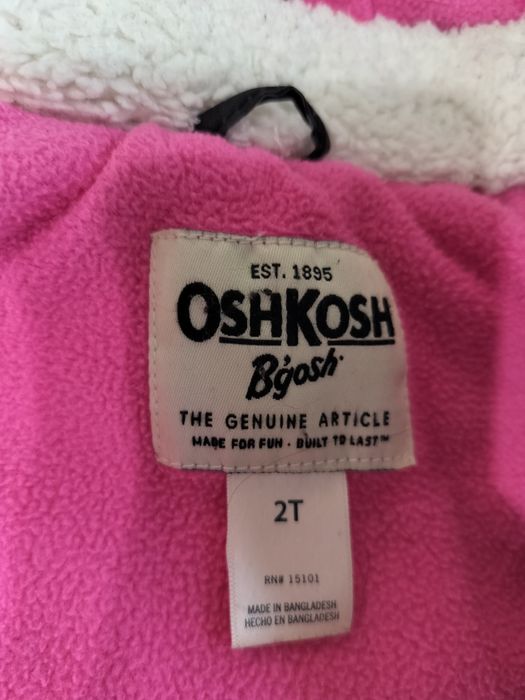 EST. 1895
OSHKOSH
B'gosh
THE GENUINE ARTICLE
MADE FOR FUN · BUILT TO LAST™
2T
RN# 15101
MADE IN BANGLADESH
HECHO EN BANGLADESH